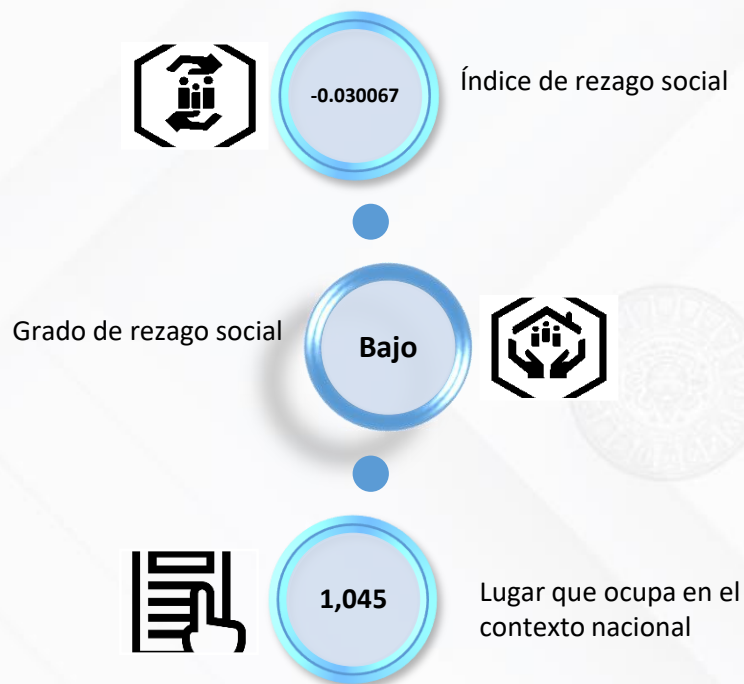 -0.030067
Índice de rezago social
Grado de rezago social
Bajo
1,045
Lugar que ocupa en el
contexto nacional